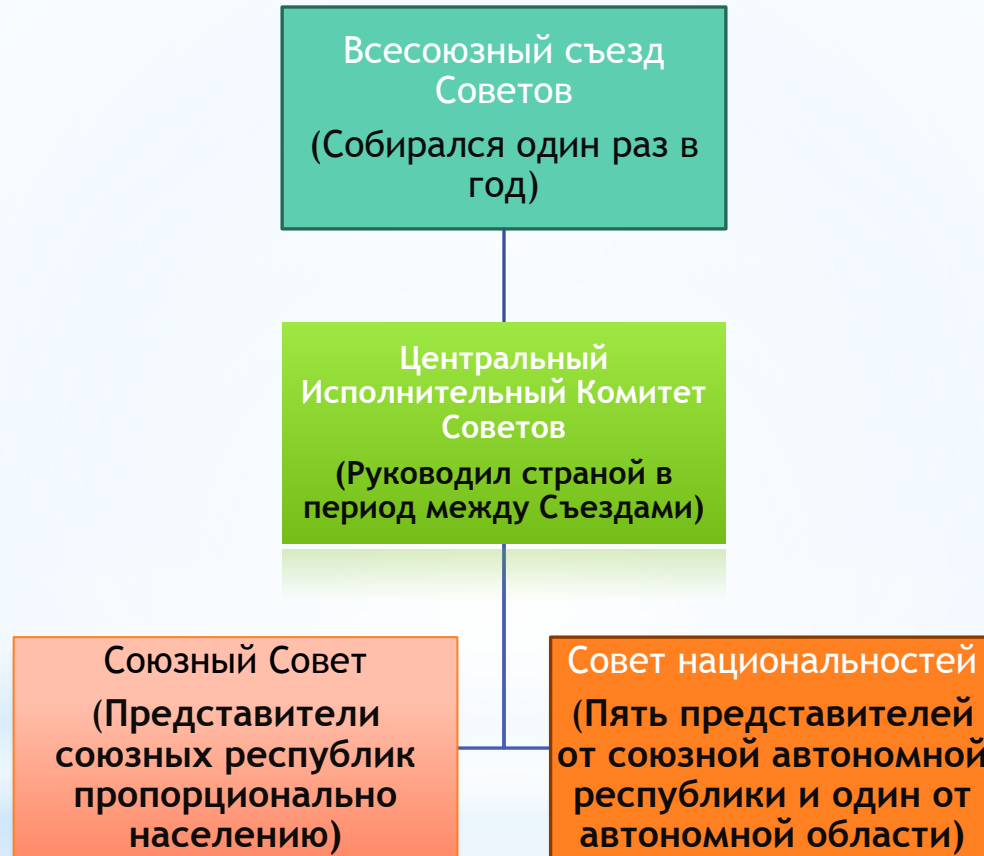 Всесоюзный съезд
Советов
(Собирался один раз в
год)
Центральный
Исполнительный Комитет
Советов
(Руководил страной в
период между Съездами)
Союзный Совет
(Представители
союзных республик
пропорционально
населению)
Совет национальностей
(Пять представителей
от союзной автономной
республики и один от
автономной области)